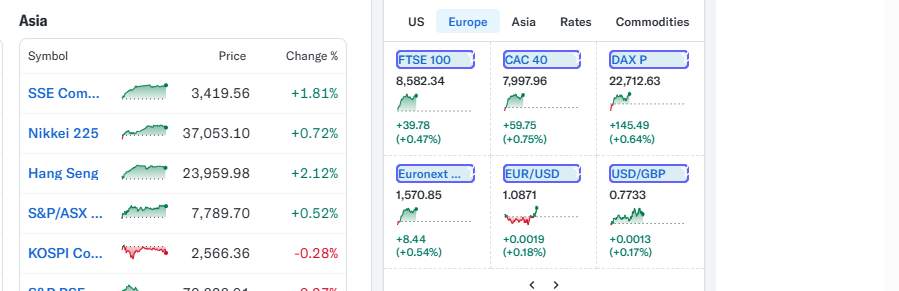 Asia
Symbol Price Change %
SSE Com... 3,419.56 +1.81%
Nikkei 225 37,053.10 +0.72%
Hang Seng 23,959.98 +2.12%
S&P/ASX ... 7,789.70 +0.52%
KOSPI Co... 2,566.36 -0.28%
US Europe Asia Rates Commodities
FTSE 100 CAC 40 DAX P
8,582.34 7,997.96 22,712.63
+39.78 +59.75 +145.49
(+0.47%) (+0.75%) (+0.64%)
Euronext ... EUR/USD USD/GBP
1,570.85 1.0871 0.7733
+8.44 +0.0019 +0.0013
(+0.54%) (+0.18%) (+0.17%)